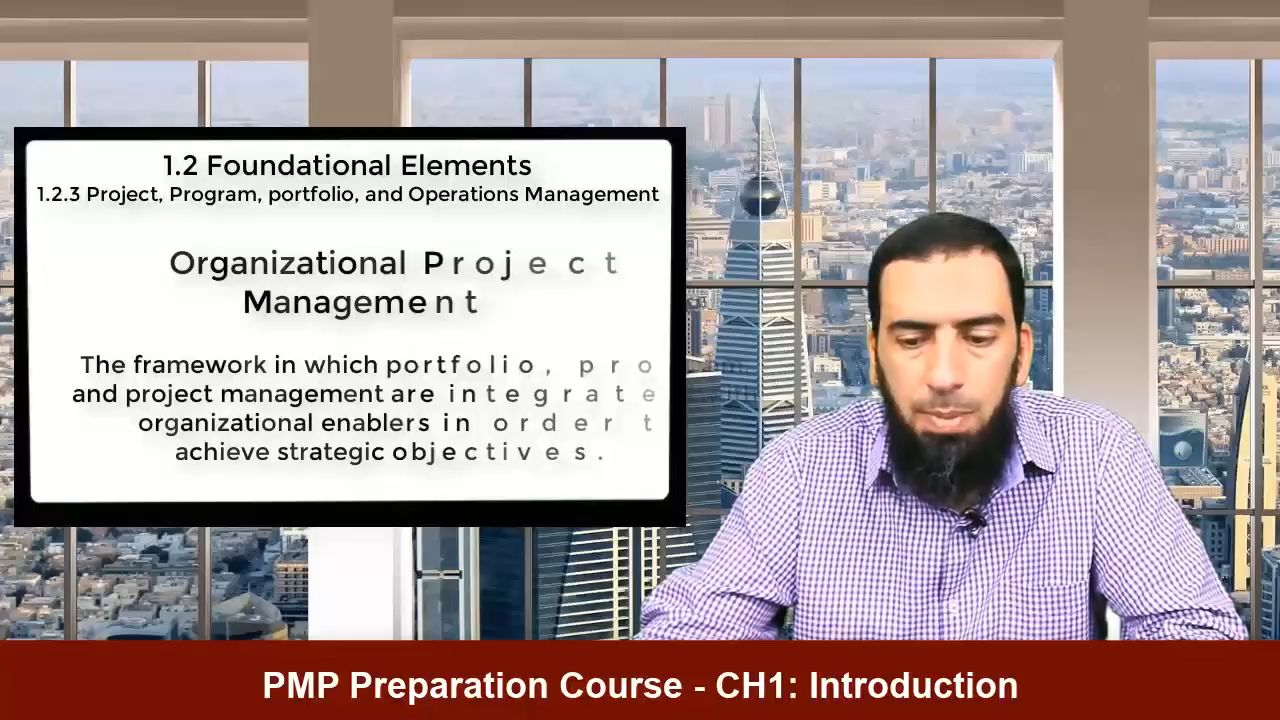 1.2 Foundational Elements
1.2.3 Project, Program, portfolio, and Operations Management
Organizational Project
Management
The framework in which portfolio, pro
and project management are integrate
organizational enablers in order t
achieve strategic objectives.
PMP Preparation Course - CH1: Introduction